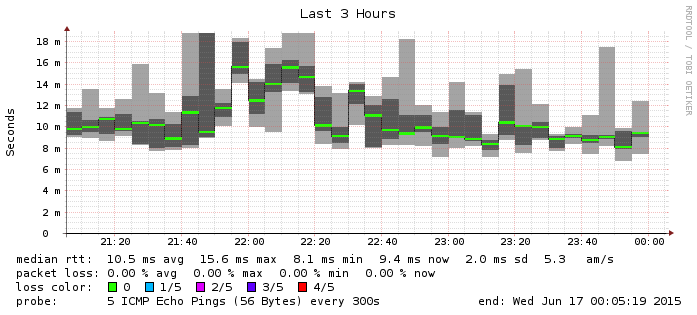 Last 3 Hours
RRDTOOL / TOBI OETIKER
Seconds
18 m
16 m
14 m
12 m
10 m
8 m
6 m
4 m
2 m
0
21:20 21:40 22:00 22:20 22:40 23:00 23:20 23:40 00:00
median rtt: 10.5 ms avg 15.6 ms max 8.1 ms min 9.4 ms now 2.0 ms sd 5.3 am/s
packet loss: 0.00 % avg 0.00 % max 0.00 % min 0.00 % now
loss color: 0 1/5 2/5 3/5 4/5
probe: 5 ICMP Echo Pings (56 Bytes) every 300s end: Wed Jun 17 00:05:19 2015